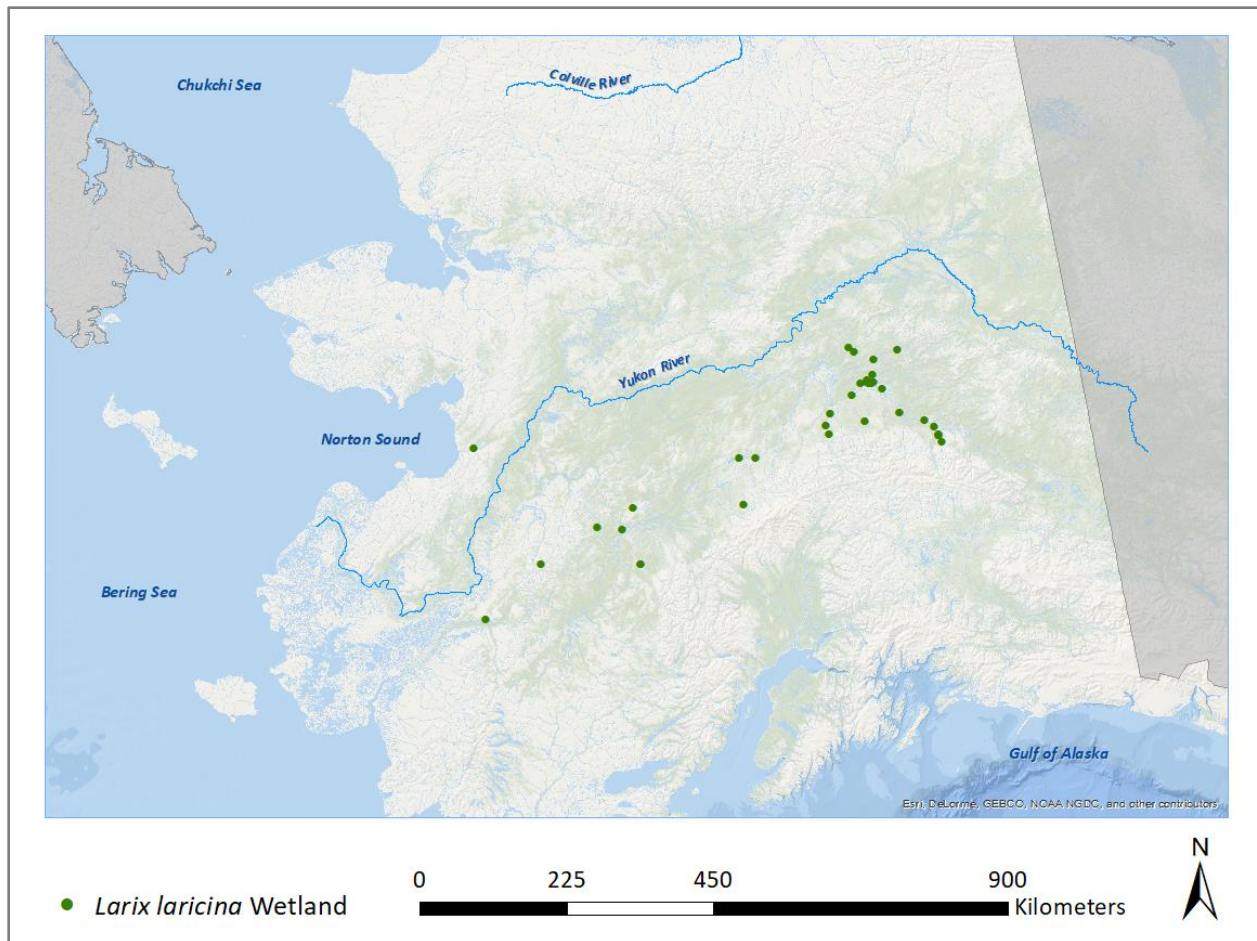 Chukchi Sea
Colville River
Yukon River
Norton Sound
Bering Sea
Gulf of Alaska
Esri, DeLorme, GEBCO, NOAA NGDC, and other contributors
N
0 225 450 900
Larix laricina Wetland
Kilometers